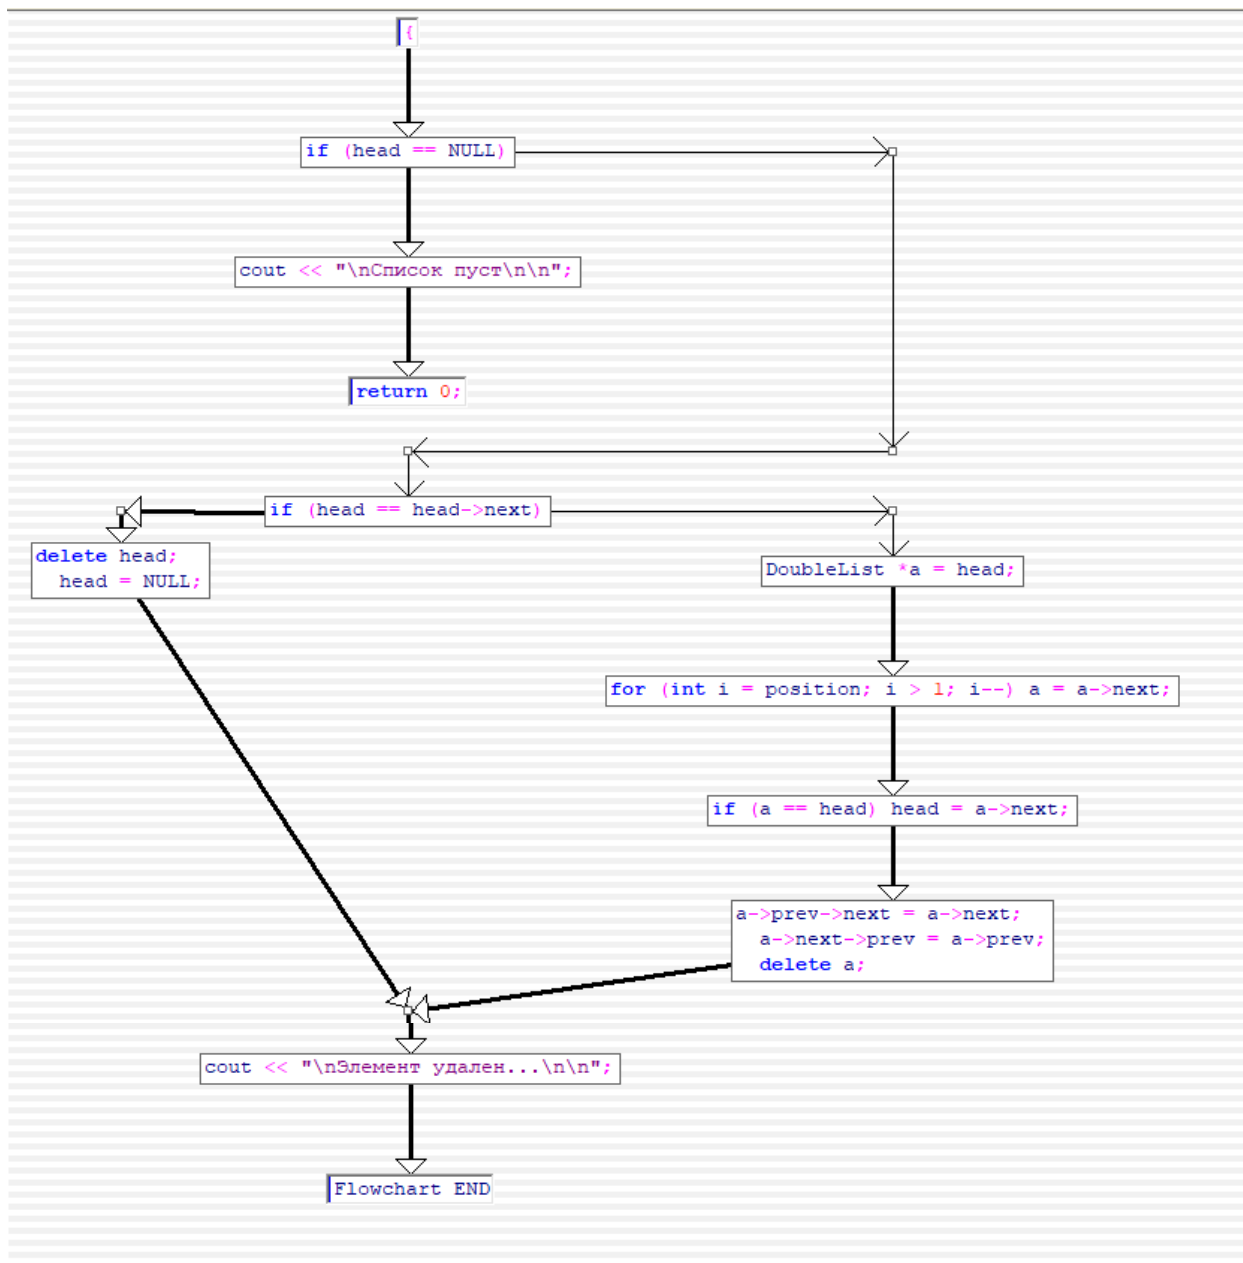 {
if (head == NULL)
cout << "\nСписок пуст\n\n";
return 0;
if (head == head->next)
delete head;
head = NULL;
DoubleList *a = head;
for (int i = position; i > 1; i--) a = a->next;
if (a == head) head = a->next;
a->prev->next = a->next;
a->next->prev = a->prev;
delete a;
cout << "\nЭлемент удален...\n\n";
Flowchart END